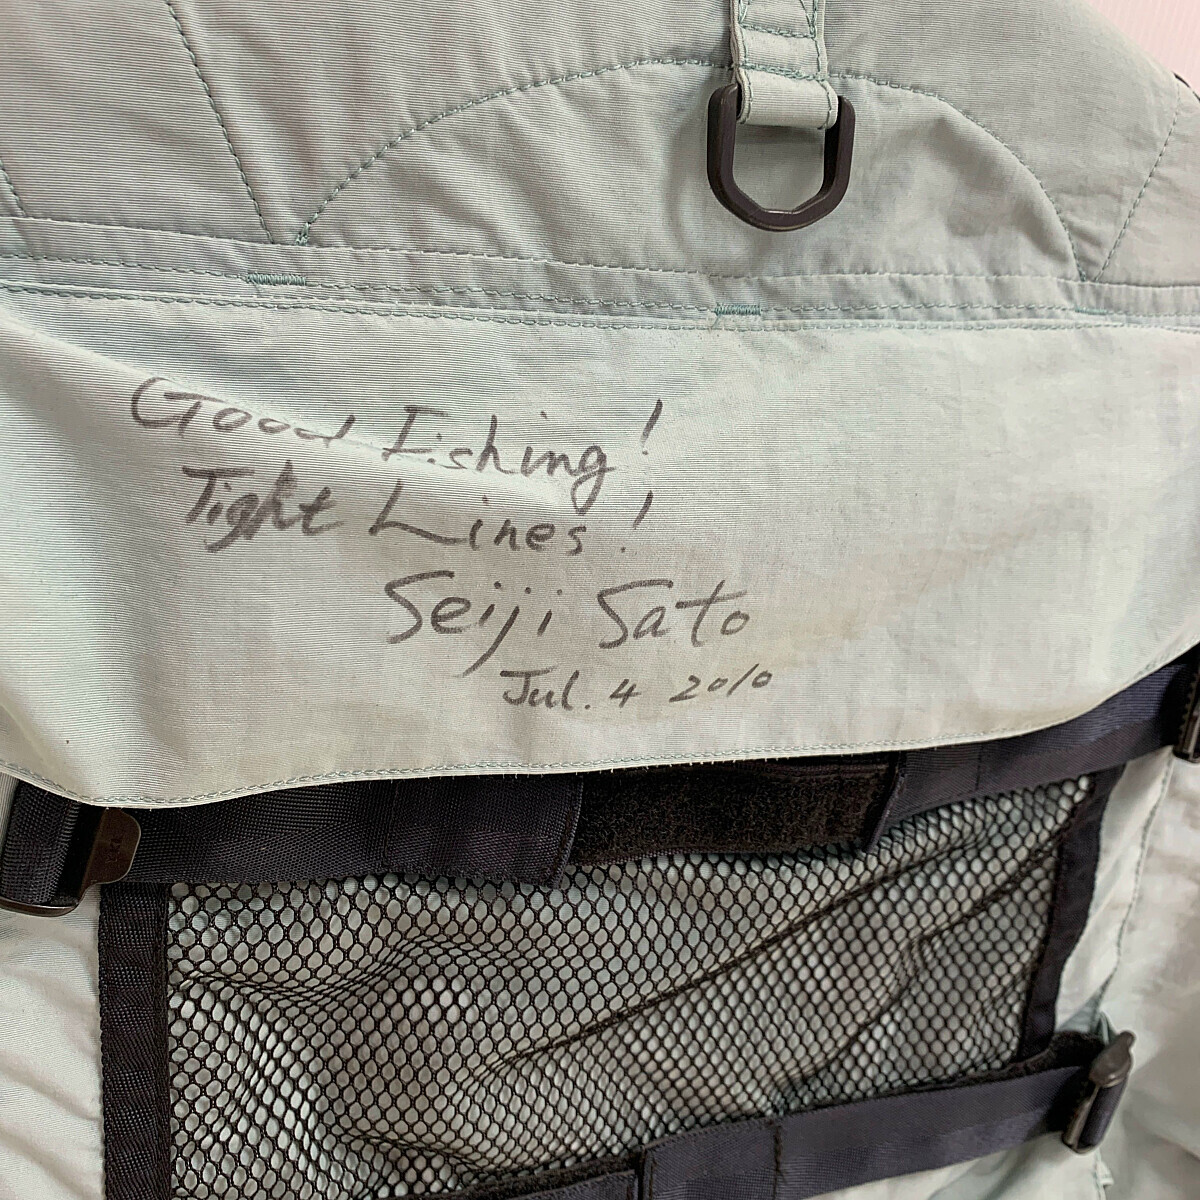 Good Fishing!
Tight Lines!
Seiji Sato
Jul. 4 2010